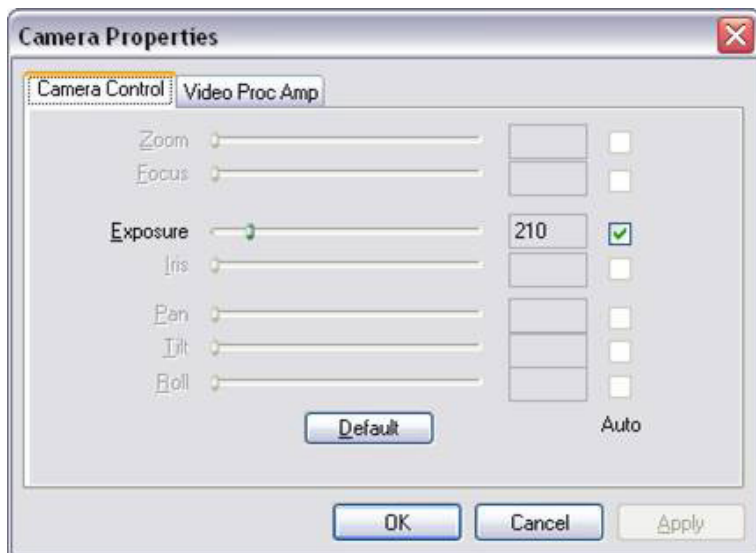 Camera Properties
Camera Control Video Proc Amp
Zoom
Focus
Exposure 210
Iris
Pan
Tilt
Roll
Default Auto
OK Cancel Apply